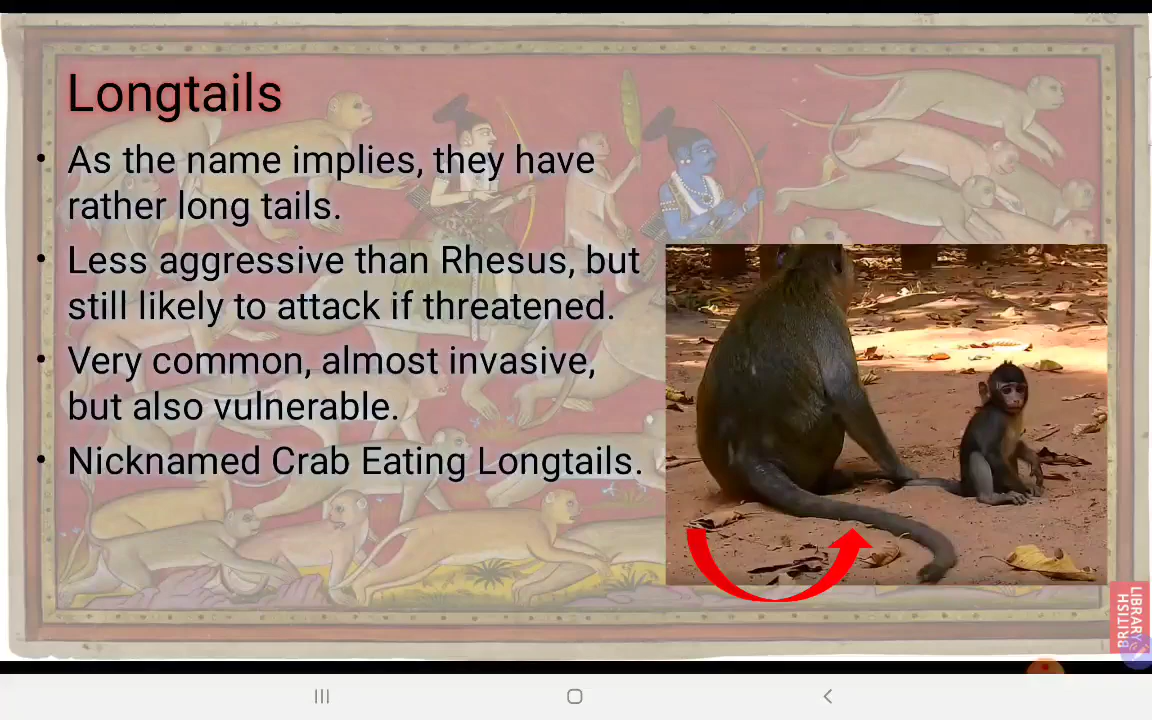 Longtails
• As the name implies, they have
rather long tails.
• Less aggressive than Rhesus, but
still likely to attack if threatened.
• Very common, almost invasive,
but also vulnerable.
• Nicknamed Crab Eating Longtails.
BRITISH
LIBRARY